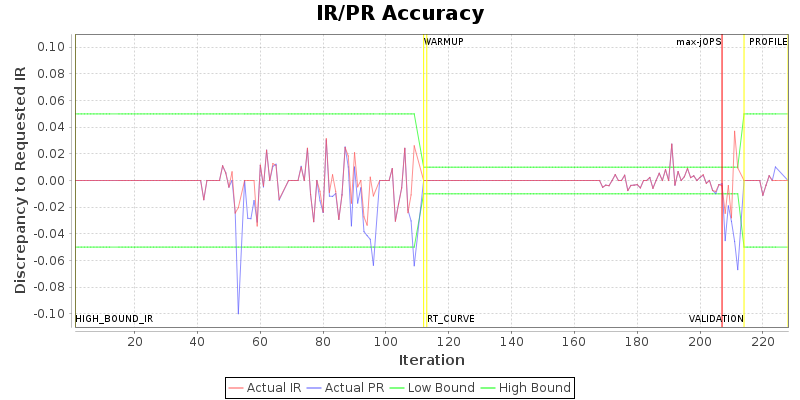 IR/PR Accuracy
Discrepancy to Requested IR
0.10
0.08
0.06
0.04
0.02
0.00
-0.02
-0.04
-0.06
-0.08
-0.10
WARMUP
max-jOPS
PROFILE
HIGH_BOUND_IR
RT_CURVE
VALIDATION
20 40 60 80 100 120 140 160 180 200 220
Iteration
Actual IR Actual PR Low Bound High Bound